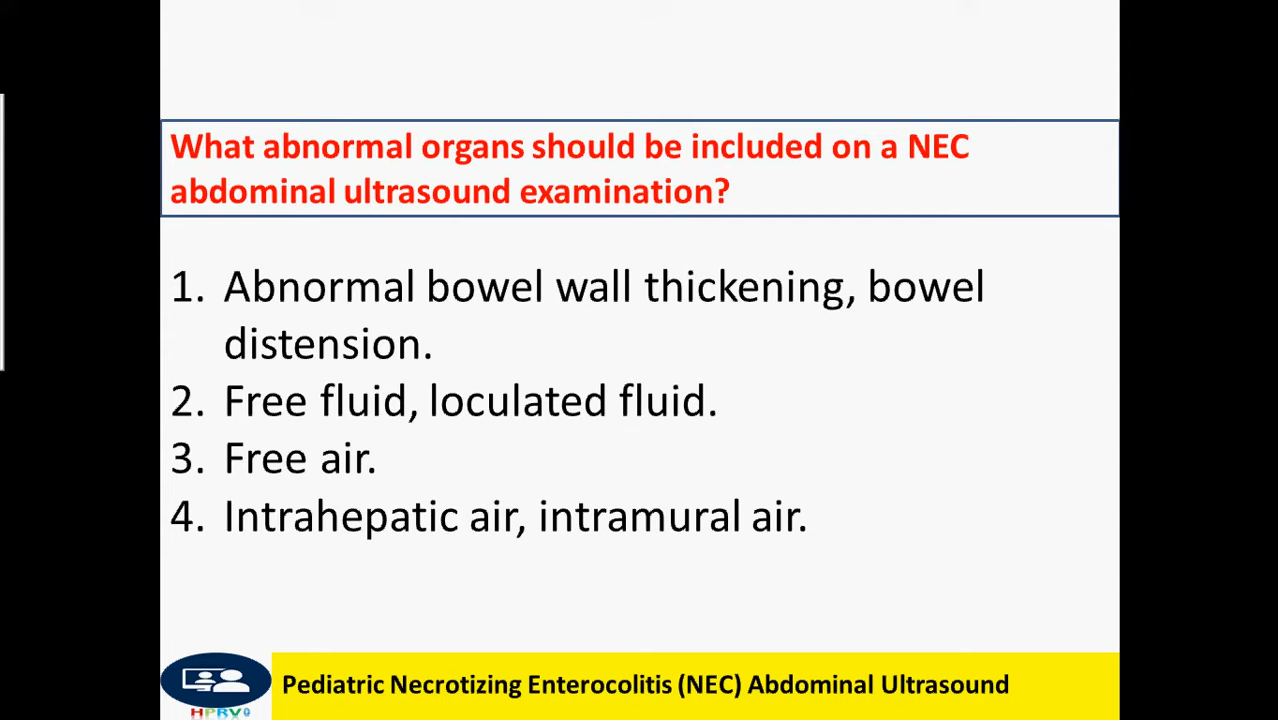 What abnormal organs should be included on a NEC
abdominal ultrasound examination?
1. Abnormal bowel wall thickening, bowel
distension.
2. Free fluid, loculated fluid.
3. Free air.
4. Intrahepatic air, intramural air.
Pediatric Necrotizing Enterocolitis (NEC) Abdominal Ultrasound
HPRV